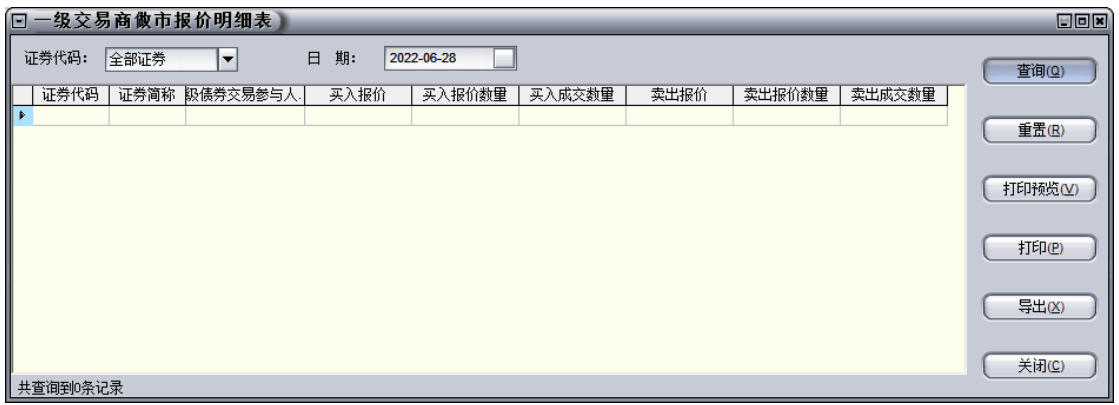 一级交易商做市报价明细表
证券代码: 全部证券 日 期: 2022-06-28
证券代码 证券简称 级债券交易参与人 买入报价 买入报价数量 买入成交数量 卖出报价 卖出报价数量 卖出成交数量
查询(Q)
重置(R)
打印预览(V)
打印(P)
导出(X)
关闭(C)
共查询到0条记录